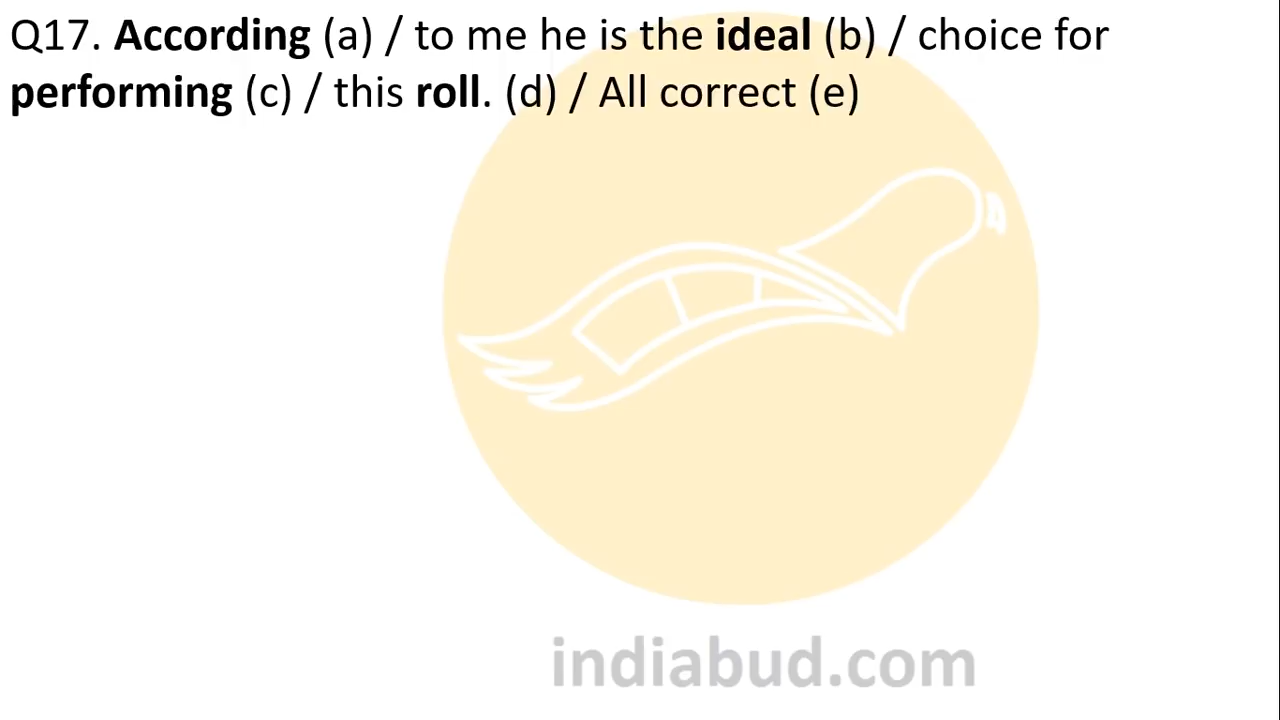 Q17. According (a) / to me he is the ideal (b) / choice for
performing (c) / this roll. (d) / All correct (e)
indiabud.com